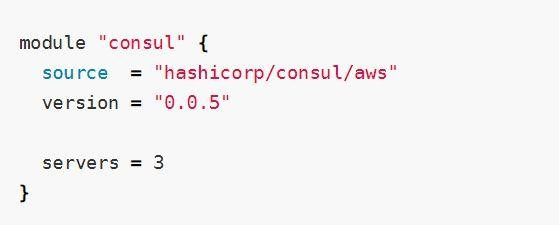 module "consul" {
  source  = "hashicorp/consul/aws"
  version = "0.0.5"

  servers = 3
}